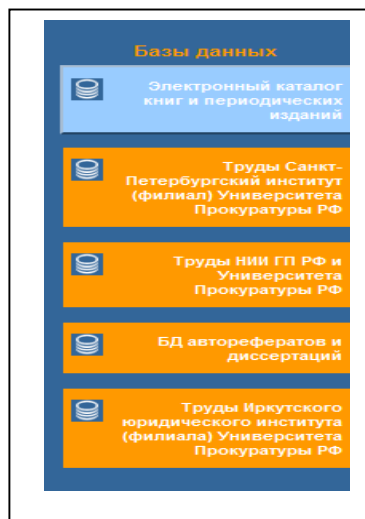 Базы данных
Электронный каталог
книг и периодических
изданий
Труды Санкт-
Петербургский институт
(филиал) Университета
Прокуратуры РФ
Труды НИИ ГП РФ и
Университета
Прокуратуры РФ
БД авторефератов и
диссертаций
Труды Иркутского
юридического института
(филиала) Университета
Прокуратуры РФ